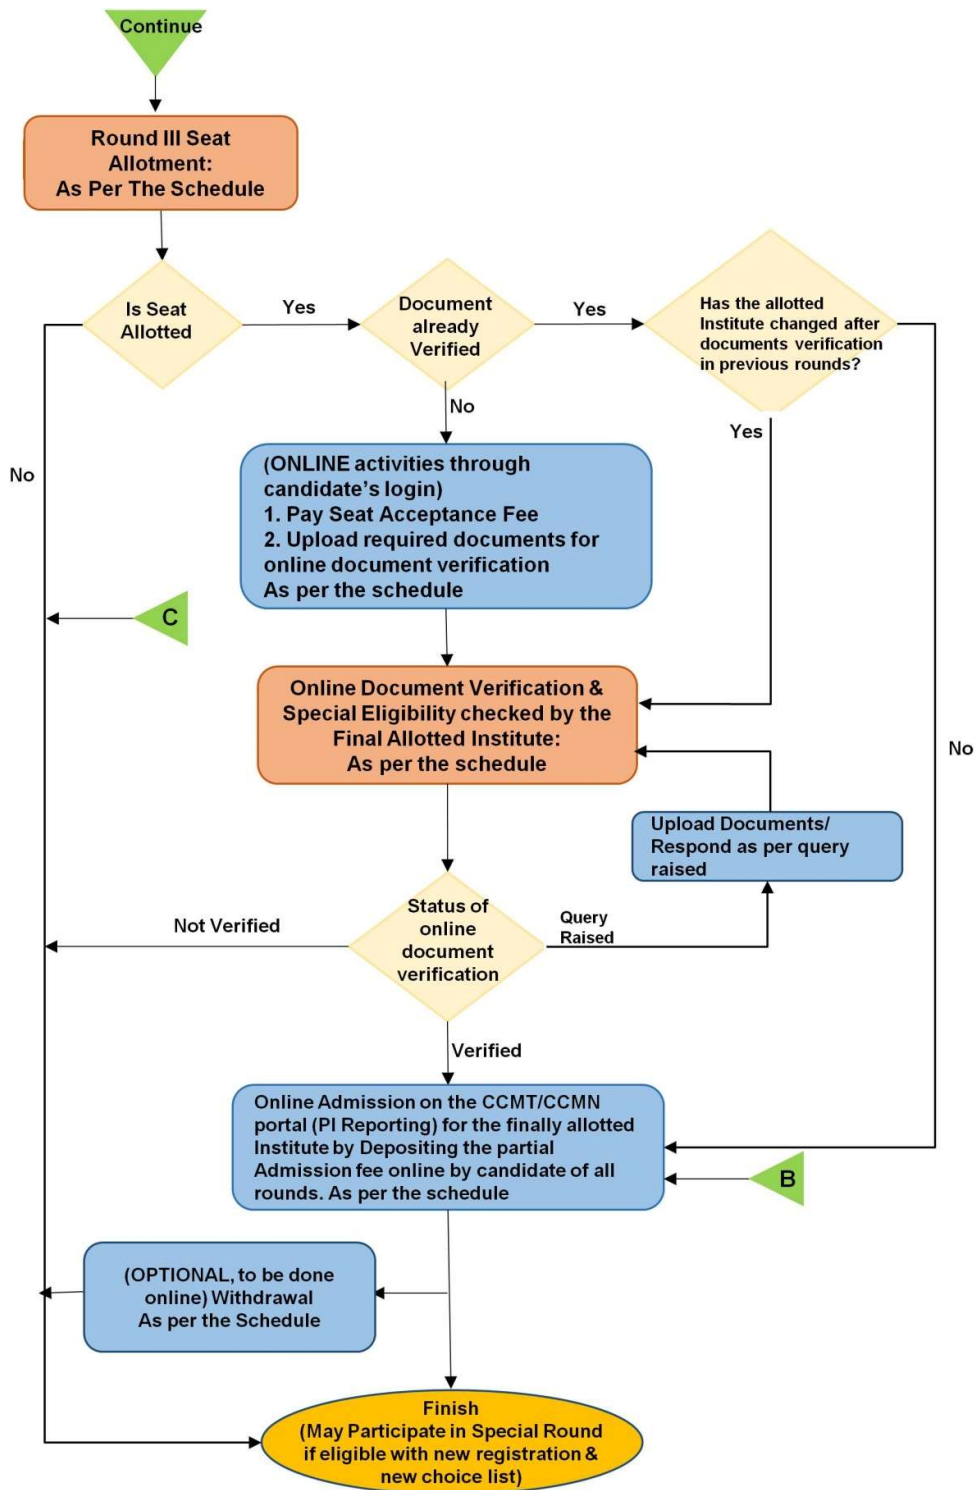 Continue
Round III Seat
Allotment:
As Per The Schedule
Is Seat
Allotted
Yes
Document
already
Verified
Yes
Has the allotted
Institute changed after
documents verification
in previous rounds?
No
Yes
No
(ONLINE activities through
candidate's login)
1. Pay Seat Acceptance Fee
2. Upload required documents for
online document verification
As per the schedule
C
Online Document Verification &
Special Eligibility checked by the
Final Allotted Institute:
As per the schedule
No
Upload Documents/
Respond as per query
raised
Status of
online
document
verification
Not Verified
Query
Raised
Verified
Online Admission on the CCMT/CCMN
portal (PI Reporting) for the finally allotted
Institute by Depositing the partial
Admission fee online by candidate of all
rounds. As per the schedule
B
(OPTIONAL, to be done
online) Withdrawal
As per the Schedule
Finish
(May Participate in Special Round
if eligible with new registration &
new choice list)